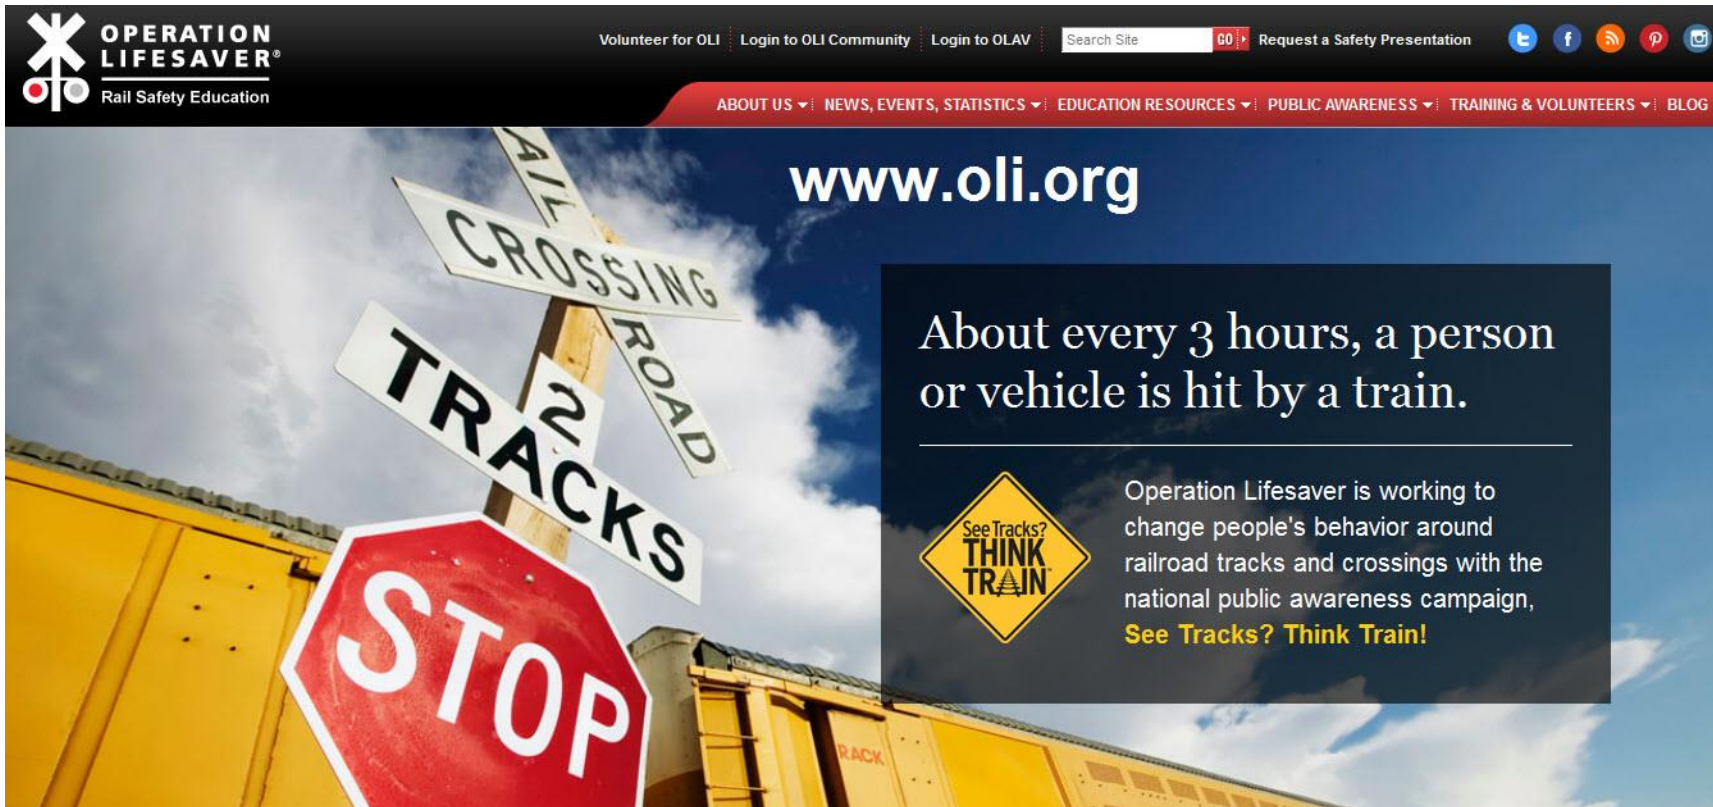 OPERATION
LIFESAVER®
Rail Safety Education
Volunteer for OLI
Login to OLI Community
Login to OLAV
Search Site
GO
Request a Safety Presentation
ABOUT US
NEWS, EVENTS, STATISTICS
EDUCATION RESOURCES
PUBLIC AWARENESS
TRAINING & VOLUNTEERS
BLOG
www.oli.org
AIL
CROSSING
ROAD
2
TRACKS
STOP
RACK
About every 3 hours, a person
or vehicle is hit by a train.
See Tracks?
THINK
TRAIN™
Operation Lifesaver is working to
change people's behavior around
railroad tracks and crossings with the
national public awareness campaign,
See Tracks? Think Train!